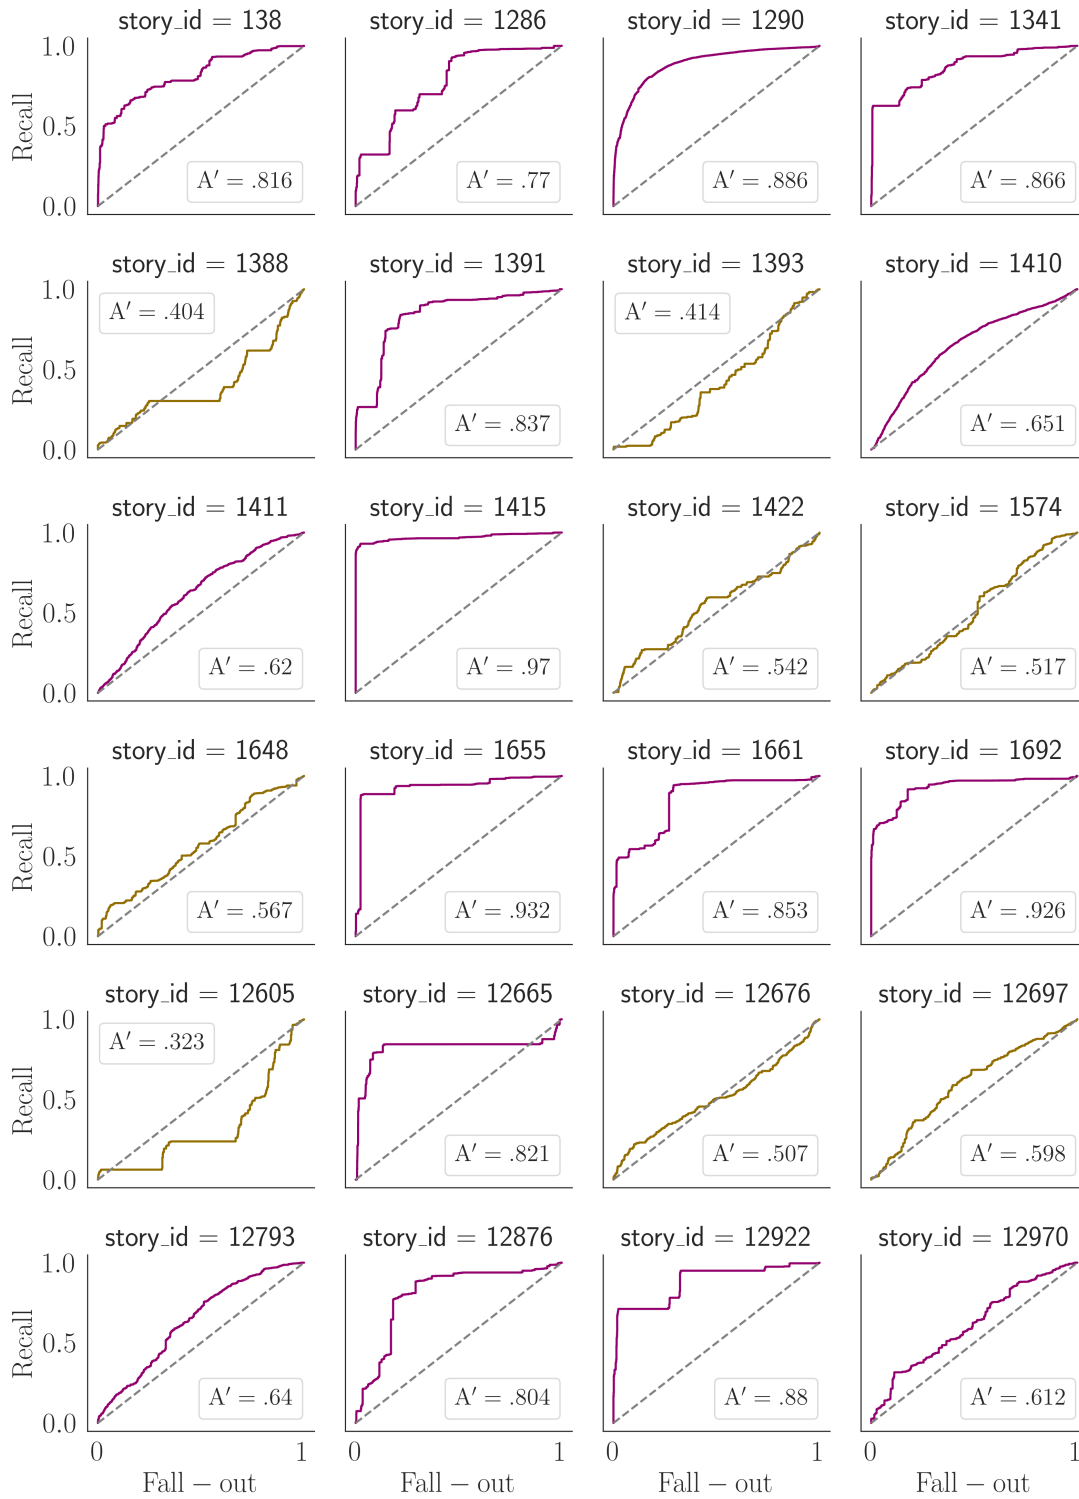 story_id = 138 story_id = 1286 story_id = 1290 story_id = 1341
1.0
Recall
0.5
A′ = .816 A′ = .77 A′ = .886 A′ = .866
0.0
story_id = 1388 story_id = 1391 story_id = 1393 story_id = 1410
1.0
A′ = .404 A′ = .414
Recall
0.5
A′ = .837 A′ = .651
0.0
story_id = 1411 story_id = 1415 story_id = 1422 story_id = 1574
1.0
Recall
0.5
A′ = .62 A′ = .97 A′ = .542 A′ = .517
0.0
story_id = 1648 story_id = 1655 story_id = 1661 story_id = 1692
1.0
Recall
0.5
A′ = .567 A′ = .932 A′ = .853 A′ = .926
0.0
story_id = 12605 story_id = 12665 story_id = 12676 story_id = 12697
1.0
A′ = .323
Recall
0.5
A′ = .821 A′ = .507 A′ = .598
0.0
story_id = 12793 story_id = 12876 story_id = 12922 story_id = 12970
1.0
Recall
0.5
A′ = .64 A′ = .804 A′ = .88 A′ = .612
0.0
0 1 0 1 0 1 0 1
Fall – out Fall – out Fall – out Fall – out